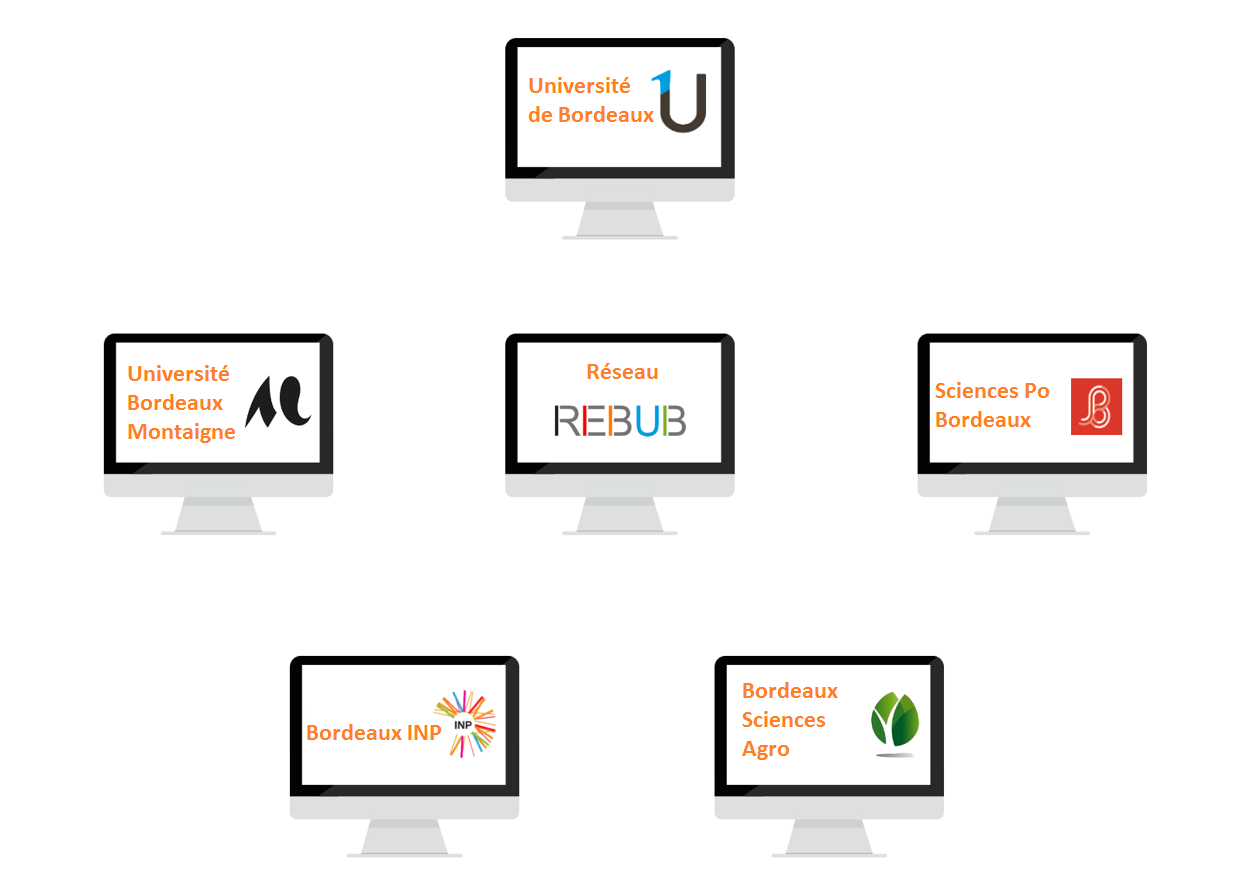 Université
de Bordeaux
Université
Bordeaux
Montaigne
Réseau
REBUB
Sciences Po
Bordeaux
Bordeaux INP
INP
Bordeaux
Sciences
Agro